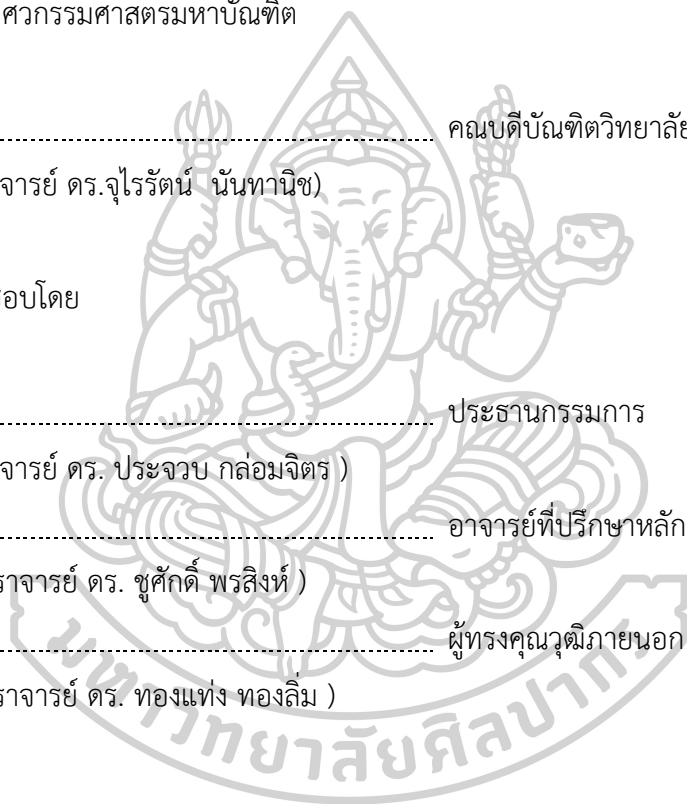 ศวกรรมศาสตรมหาบัณฑิต
คณบดีบัณฑิตวิทยาลัย
จารย์ ดร.จุไรรัตน์ นันทานิช)
อบโดย
ประธานกรรมการ
จารย์ ดร. ประจวบ กล่อมจิตร )
อาจารย์ที่ปรึกษาหลัก
ราจารย์ ดร. ชูศักดิ์ พรสิงห์ )
ผู้ทรงคุณวุฒิภายนอก
ราจารย์ ดร. ทองแท่ง ทองลิ่ม )
มหาวิทยาลัยศิลปากร